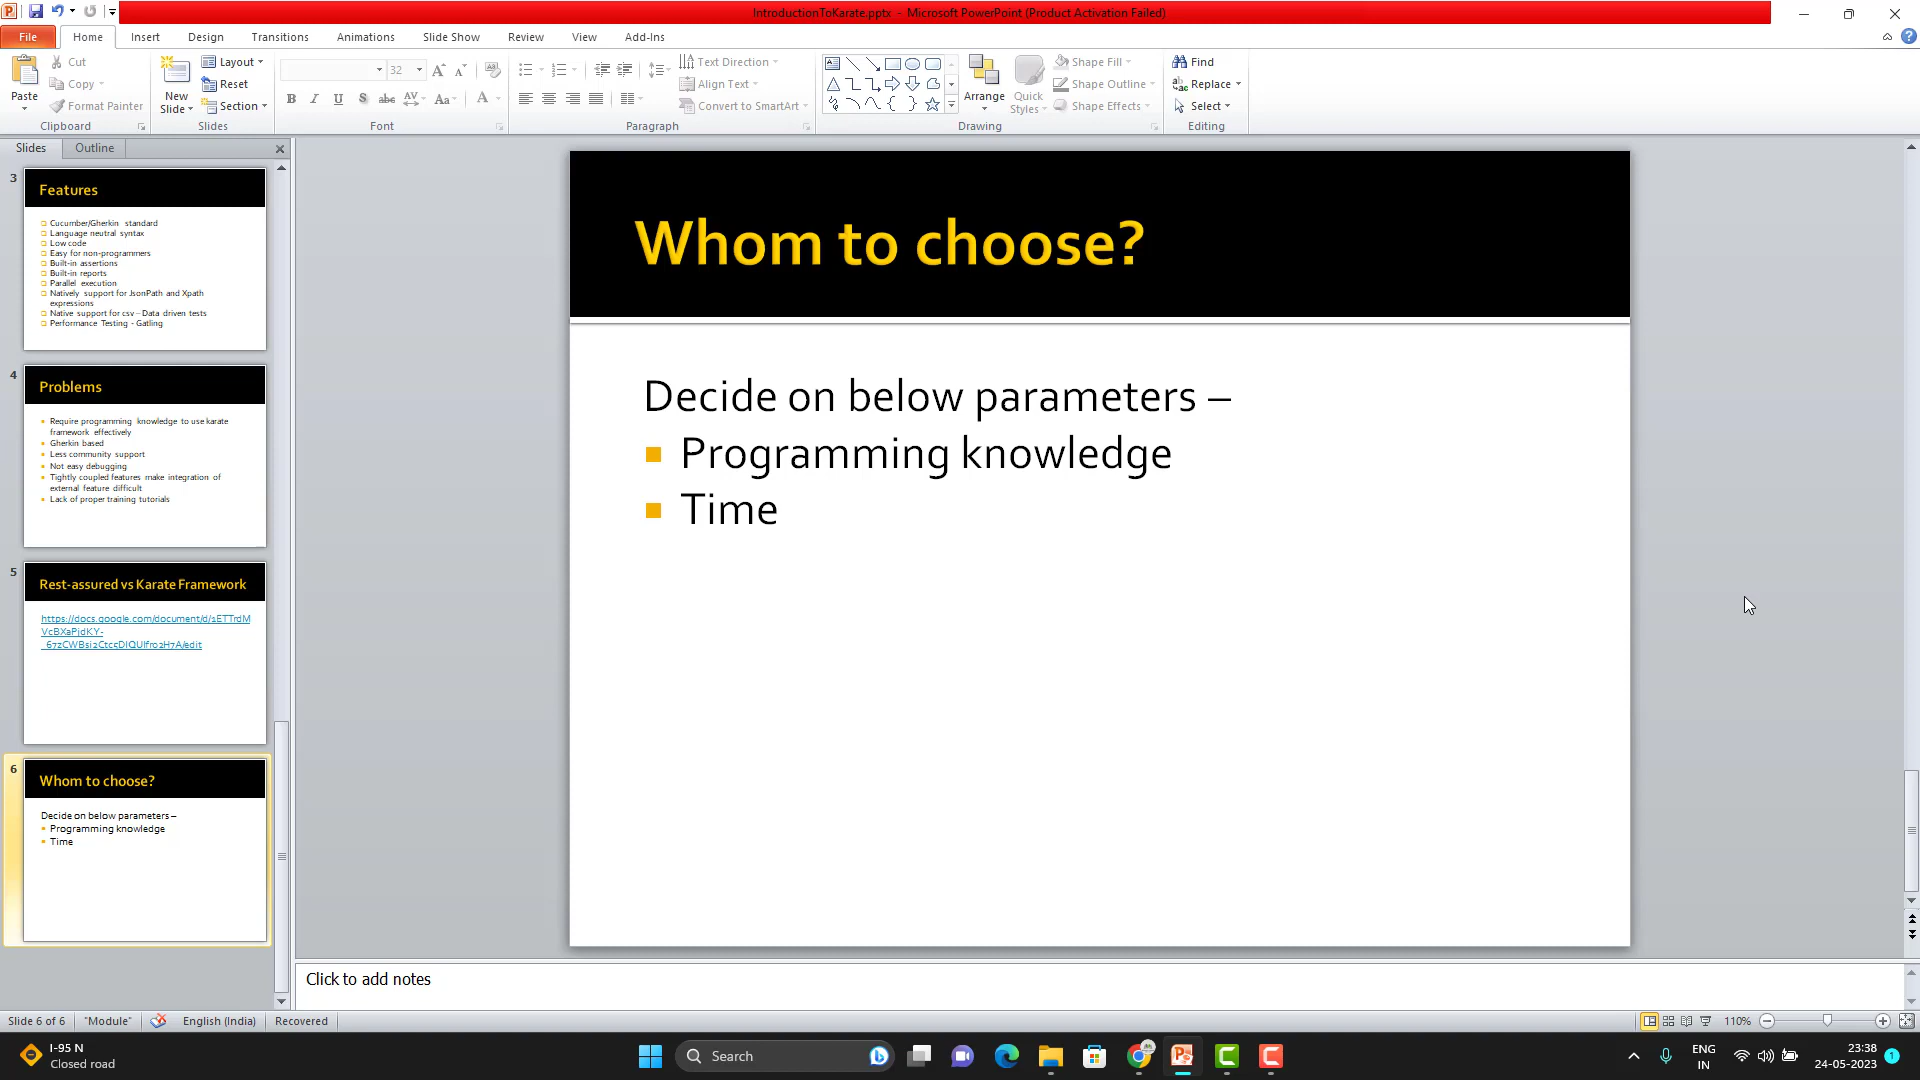 IntroductionToKarate.pptx - Microsoft PowerPoint (Product Activation Failed)
File Home Insert Design Transitions Animations Slide Show Review View Add-Ins
Paste
Cut
Copy
Format Painter
Clipboard
New
Slide
Layout
Reset
Section
Slides
32
B I U S abc AV Aa A
Font
Text Direction
Align Text
Convert to SmartArt
Paragraph
Arrange
Quick
Styles
Shape Fill
Shape Outline
Shape Effects
Drawing
Find
Replace
Select
Editing
Slides Outline
3
Features
Cucumber/Gherkin standard
Language neutral syntax
Low code
Easy for non-programmers
Built-in assertions
Built-in reports
Parallel execution
Natively support for JsonPath and Xpath
expressions
Native support for csv – Data driven tests
Performance Testing - Gatling
4
Problems
Require programming knowledge to use karate
framework effectively
Gherkin based
Less community support
Not easy debugging
Tightly coupled features make integration of
external feature difficult
Lack of proper training tutorials
5
Rest-assured vs Karate Framework
https://docs.google.com/document/d/1ETTrdM
6
Whom to choose?
Decide on below parameters –
Programming knowledge
Time
Whom to choose?
Decide on below parameters –
Programming knowledge
Time
Click to add notes
Slide 6 of 6 "Module" English (India) Recovered 110%
I-95 N
Closed road
Search
ENG
IN
23:38
24-05-2023
1